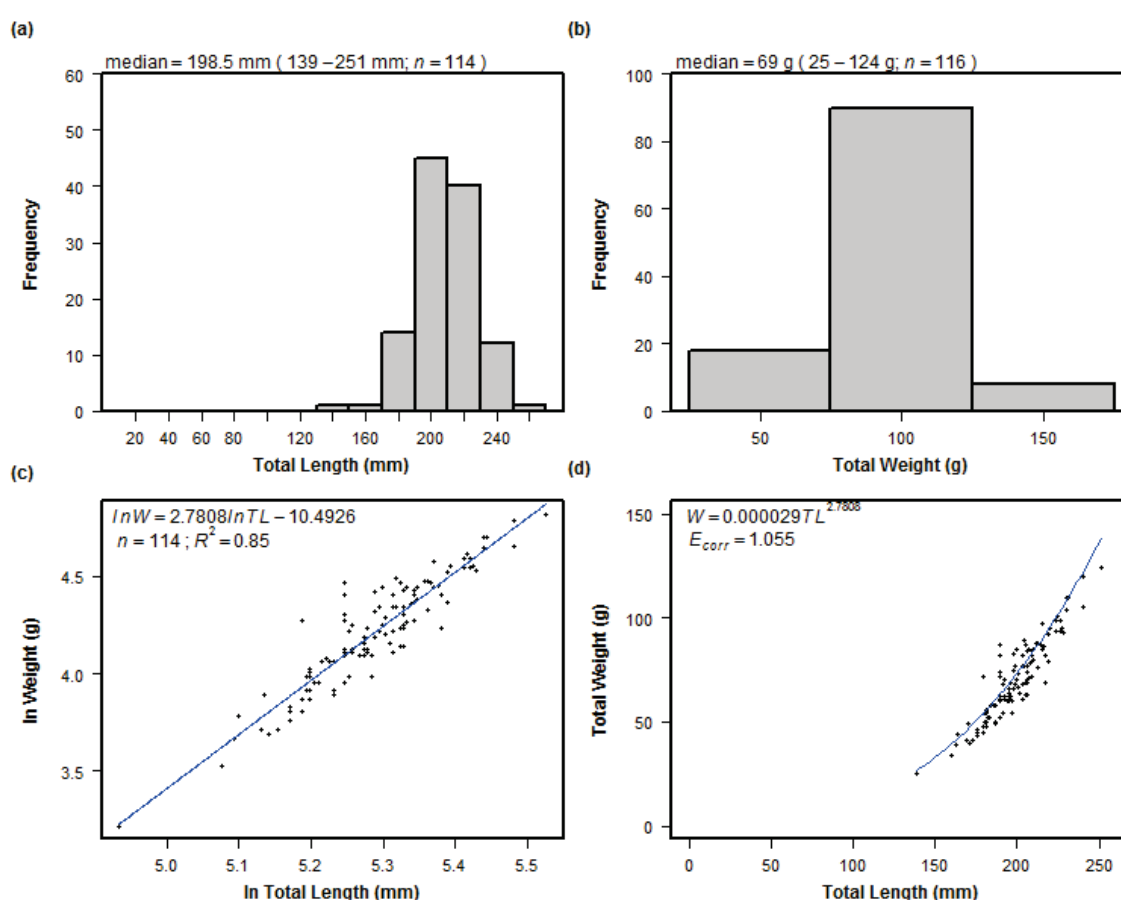 (a)
median = 198.5 mm ( 139 – 251 mm; n = 114 )
60
50
40
30
20
10
0
Frequency
20 40 60 80 120 160 200 240
Total Length (mm)
(b)
median = 69 g ( 25 – 124 g; n = 116 )
100
80
60
40
20
0
Frequency
50 100 150
Total Weight (g)
(c)
lnW = 2.7808lnTL – 10.4926
n = 114 ; R² = 0.85
4.5
4.0
3.5
ln Weight (g)
5.0 5.1 5.2 5.3 5.4 5.5
ln Total Length (mm)
(d)
W = 0.000029TL^2.7808
E_corr = 1.055
150
100
50
0
Total Weight (g)
0 50 100 150 200 250
Total Length (mm)